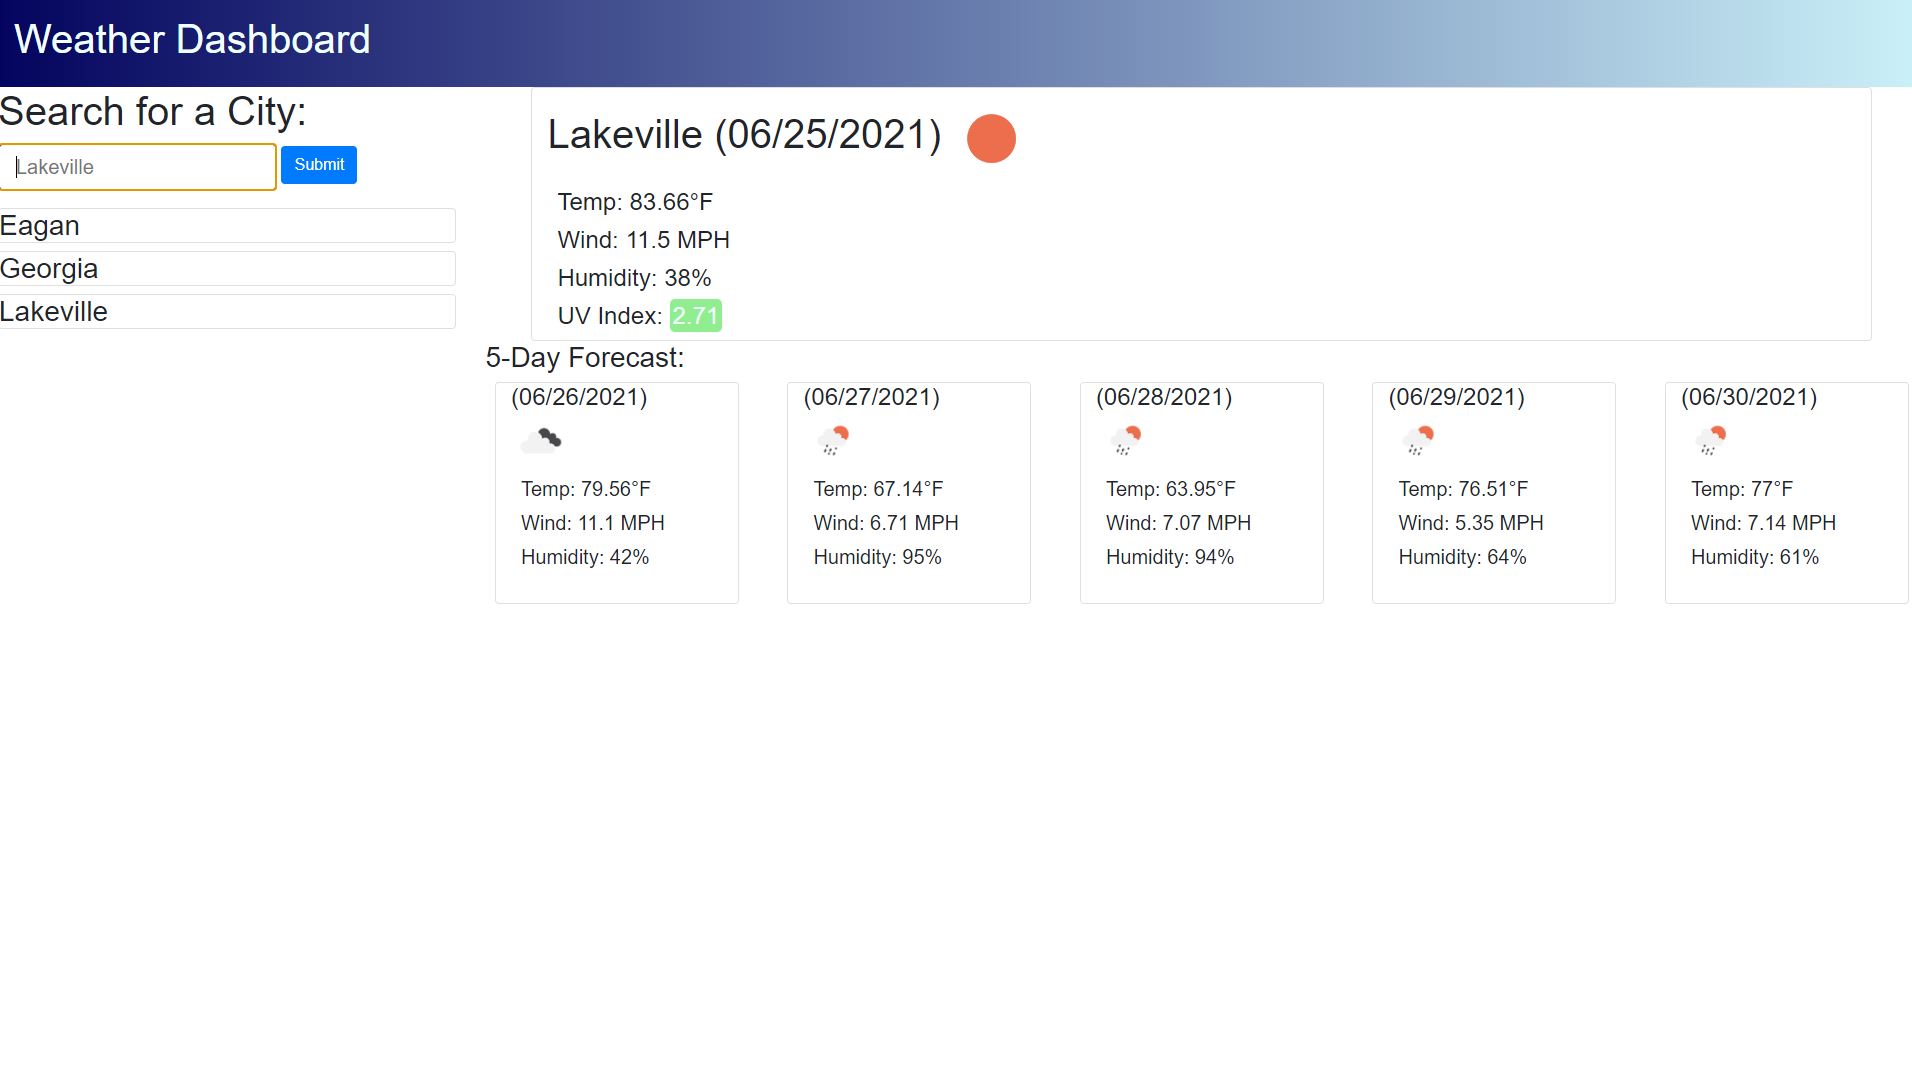 Weather Dashboard
Search for a City:
Lakeville
Submit
Eagan
Georgia
Lakeville
Lakeville (06/25/2021)
Temp: 83.66°F
Wind: 11.5 MPH
Humidity: 38%
UV Index: 2.71
5-Day Forecast:
(06/26/2021)
Temp: 79.56°F
Wind: 11.1 MPH
Humidity: 42%
(06/27/2021)
Temp: 67.14°F
Wind: 6.71 MPH
Humidity: 95%
(06/28/2021)
Temp: 63.95°F
Wind: 7.07 MPH
Humidity: 94%
(06/29/2021)
Temp: 76.51°F
Wind: 5.35 MPH
Humidity: 64%
(06/30/2021)
Temp: 77°F
Wind: 7.14 MPH
Humidity: 61%